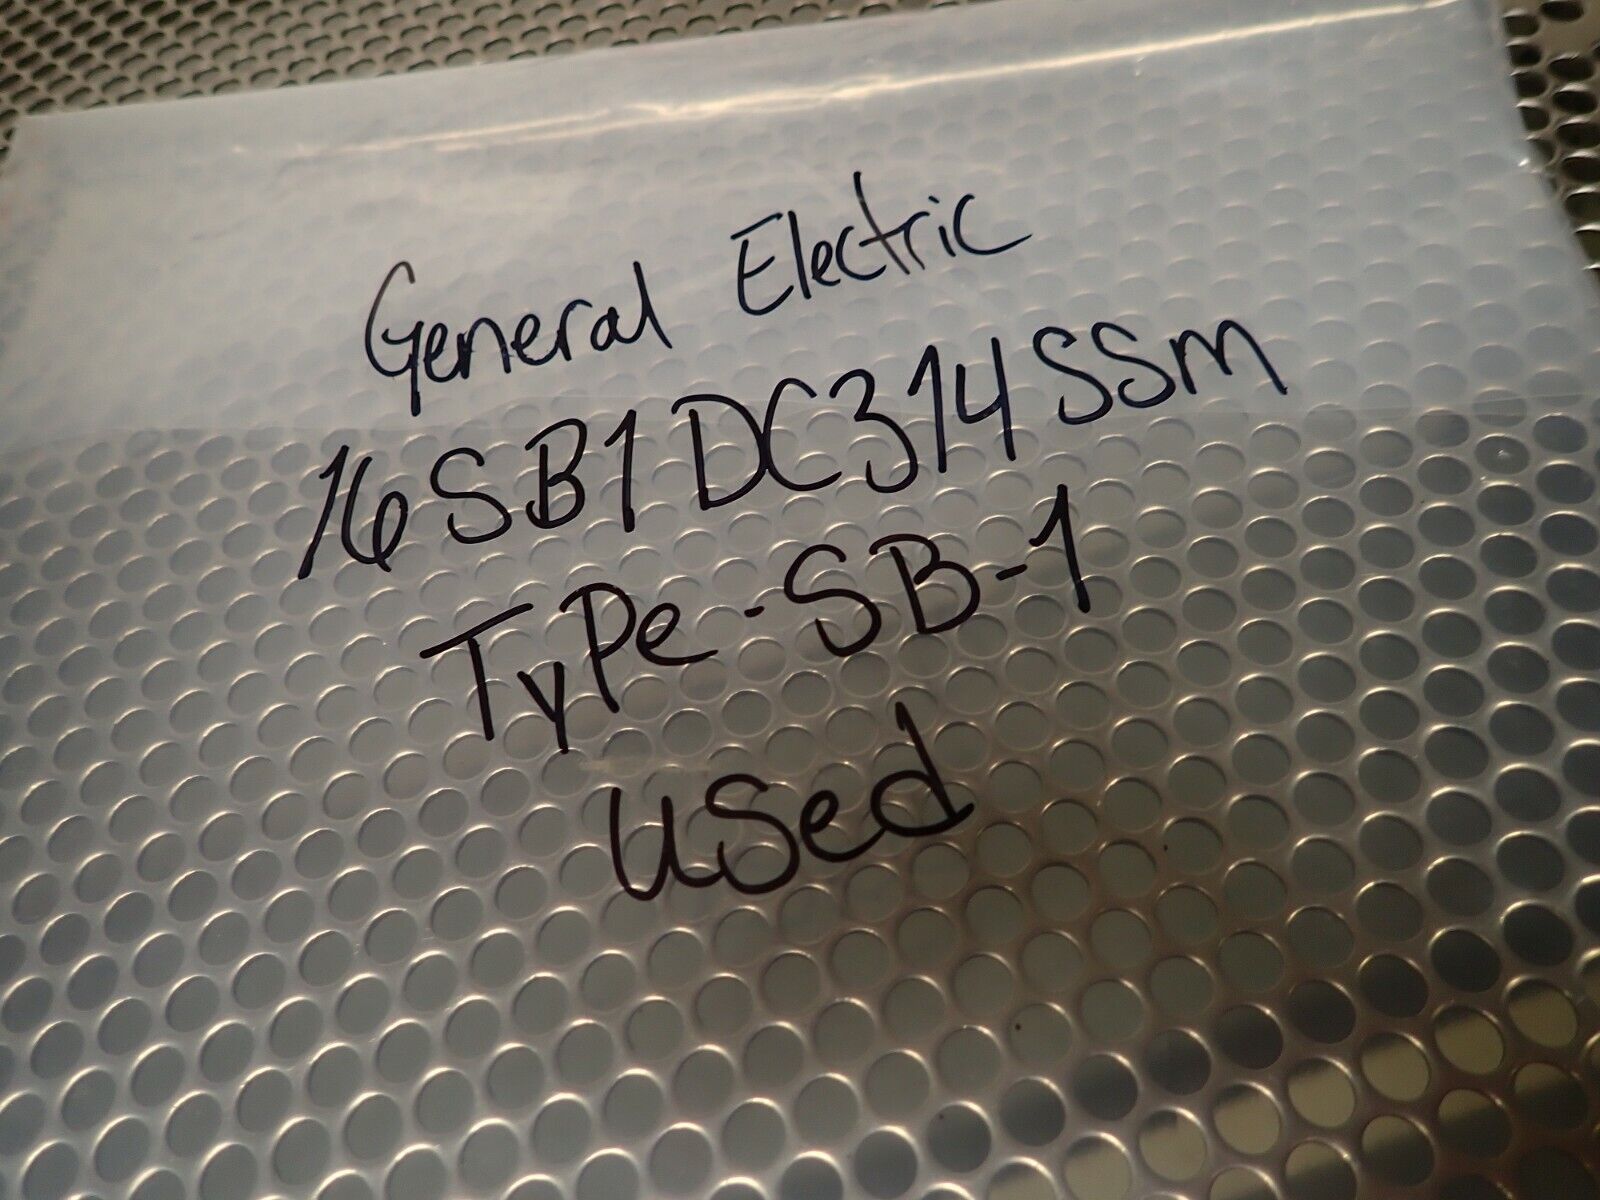 General Electric
16SB1DC314SSM
TyPe-SB-1
used